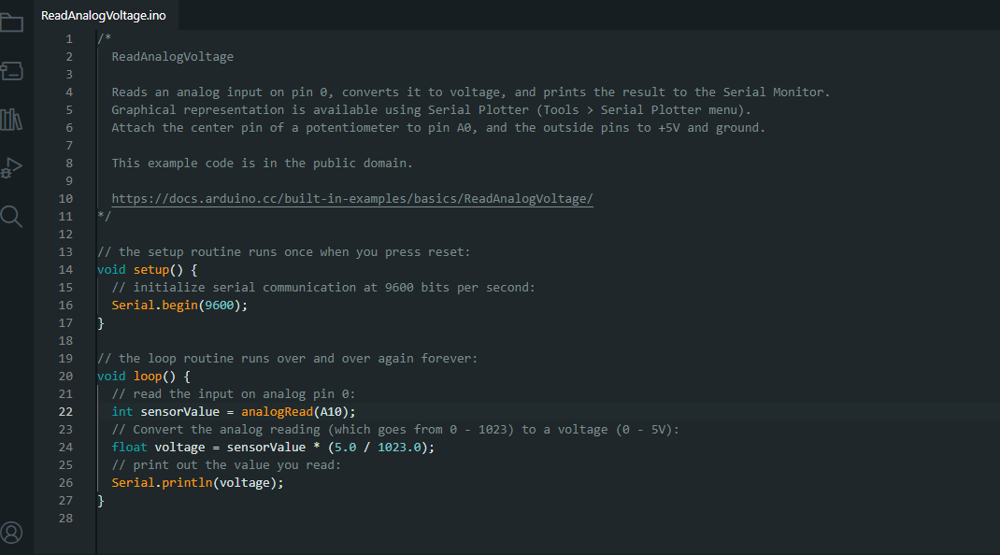 ReadAnalogVoltage.ino
1 /*
2 ReadAnalogVoltage
3
4 Reads an analog input on pin 0, converts it to voltage, and prints the result to the Serial Monitor.
5 Graphical representation is available using Serial Plotter (Tools > Serial Plotter menu).
6 Attach the center pin of a potentiometer to pin A0, and the outside pins to +5V and ground.
7
8 This example code is in the public domain.
9
10 https://docs.arduino.cc/built-in-examples/basics/ReadAnalogVoltage/
11 */
12
13 // the setup routine runs once when you press reset:
14 void setup() {
15 // initialize serial communication at 9600 bits per second:
16 Serial.begin(9600);
17 }
18
19 // the loop routine runs over and over again forever:
20 void loop() {
21 // read the input on analog pin 0:
22 int sensorValue = analogRead(A10);
23 // Convert the analog reading (which goes from 0 - 1023) to a voltage (0 - 5V):
24 float voltage = sensorValue * (5.0 / 1023.0);
25 // print out the value you read:
26 Serial.println(voltage);
27 }
28